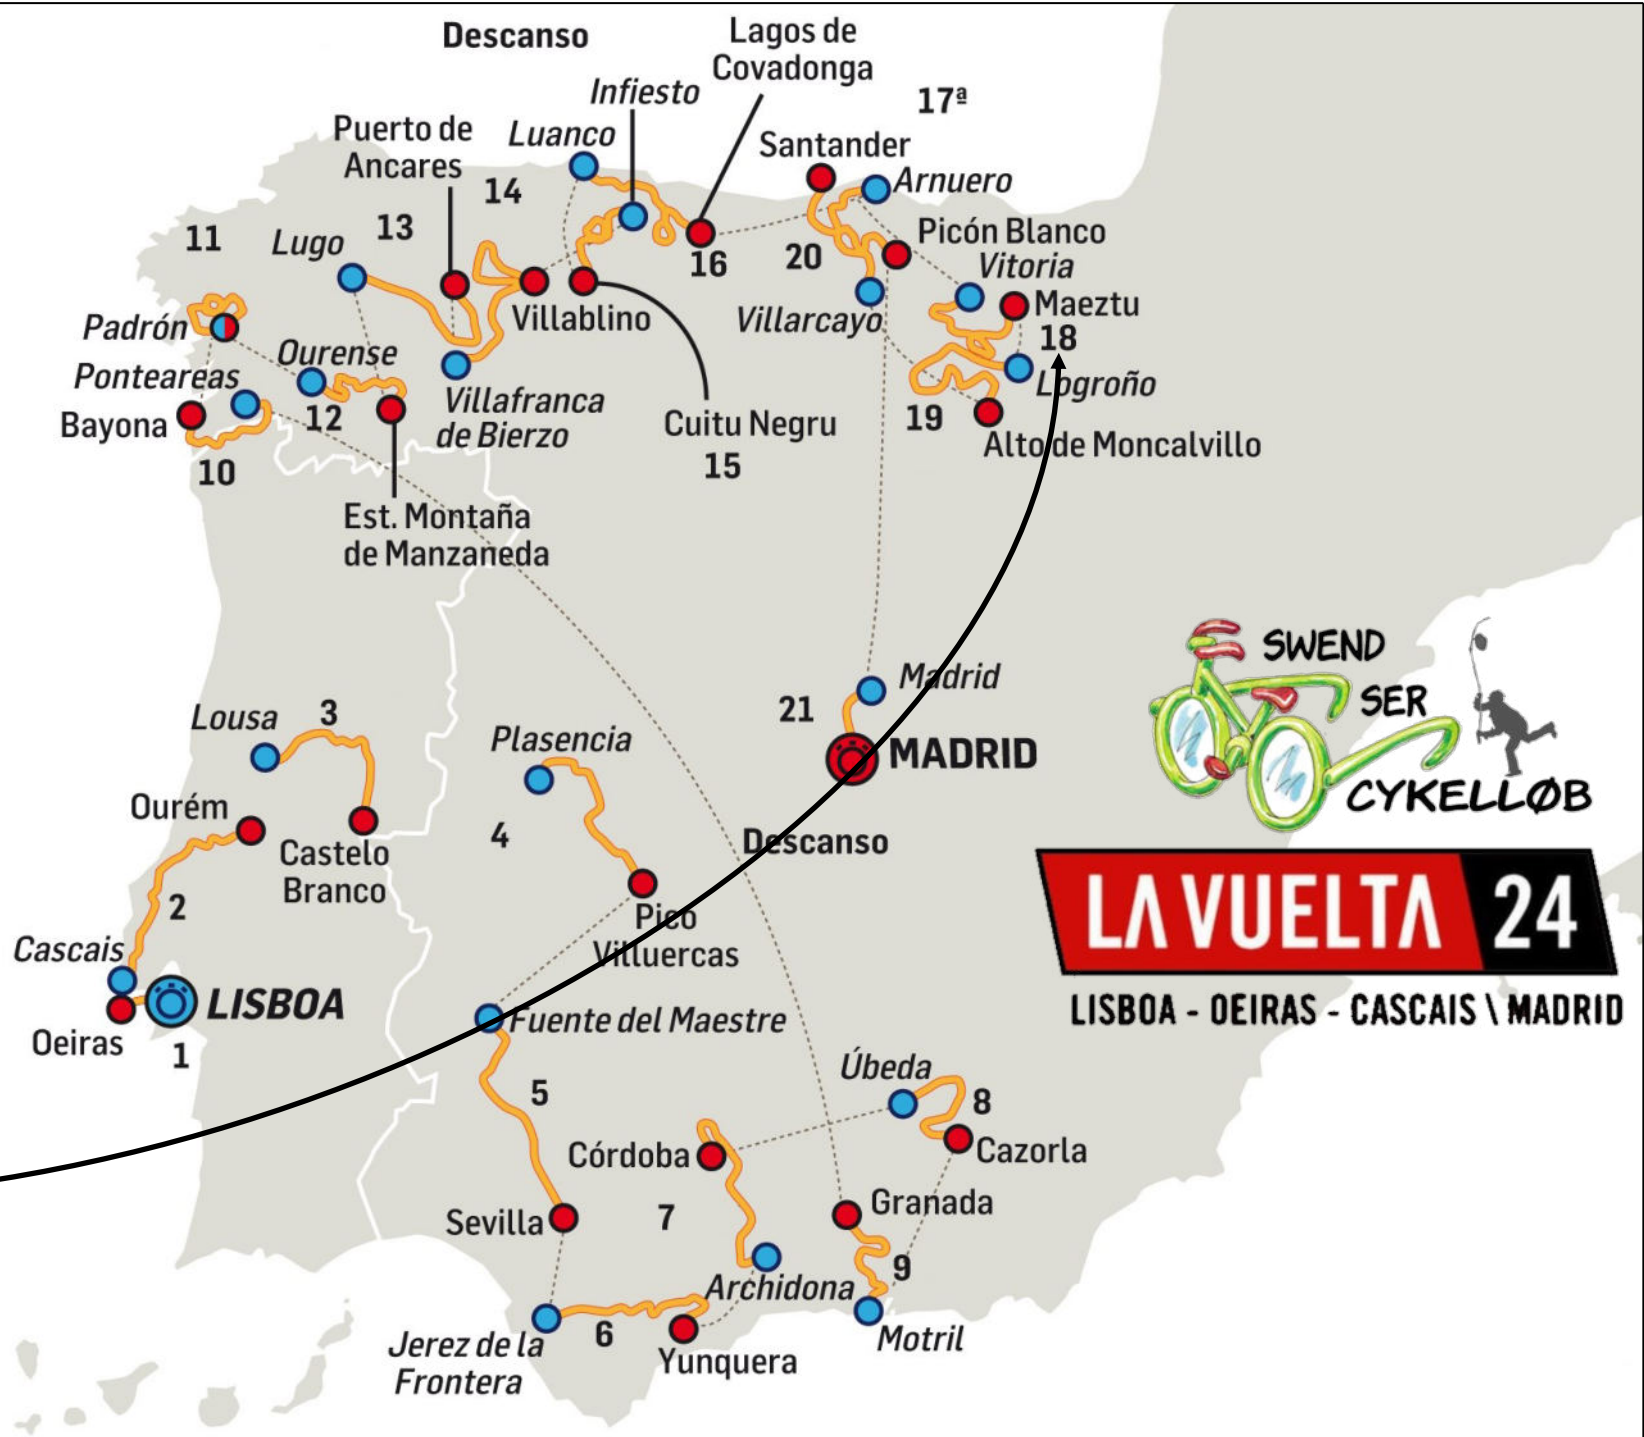 Descanso
Lagos de
Covadonga
Infiesto
17ª
Puerto de
Ancares
Luanco
Santander
14
Arnuero
13
11
Lugo
Picón Blanco
20
16
Vitoria
Villablino
Villarcayo
Maeztu
Padrón
18
Ourense
Ponteareas
Logroño
Bayona
12
Villafranca
de Bierzo
Cuitu Negru
15
19
Alto de Moncalvillo
10
Est. Montaña
de Manzaneda
SWEND
SER
CYKELLØB
Madrid
21
MADRID
Lousa
3
Plasencia
Ourém
4
Descanso
Castelo
Branco
2
Pico
Villuercas
LA VUELTA 24
LISBOA - OEIRAS - CASCAIS \ MADRID
Cascais
LISBOA
Oeiras
1
Fuente del Maestre
5
Úbeda
8
Córdoba
Cazorla
Sevilla
7
Granada
9
Archidona
Jerez de la
Frontera
6
Yunquera
Motril